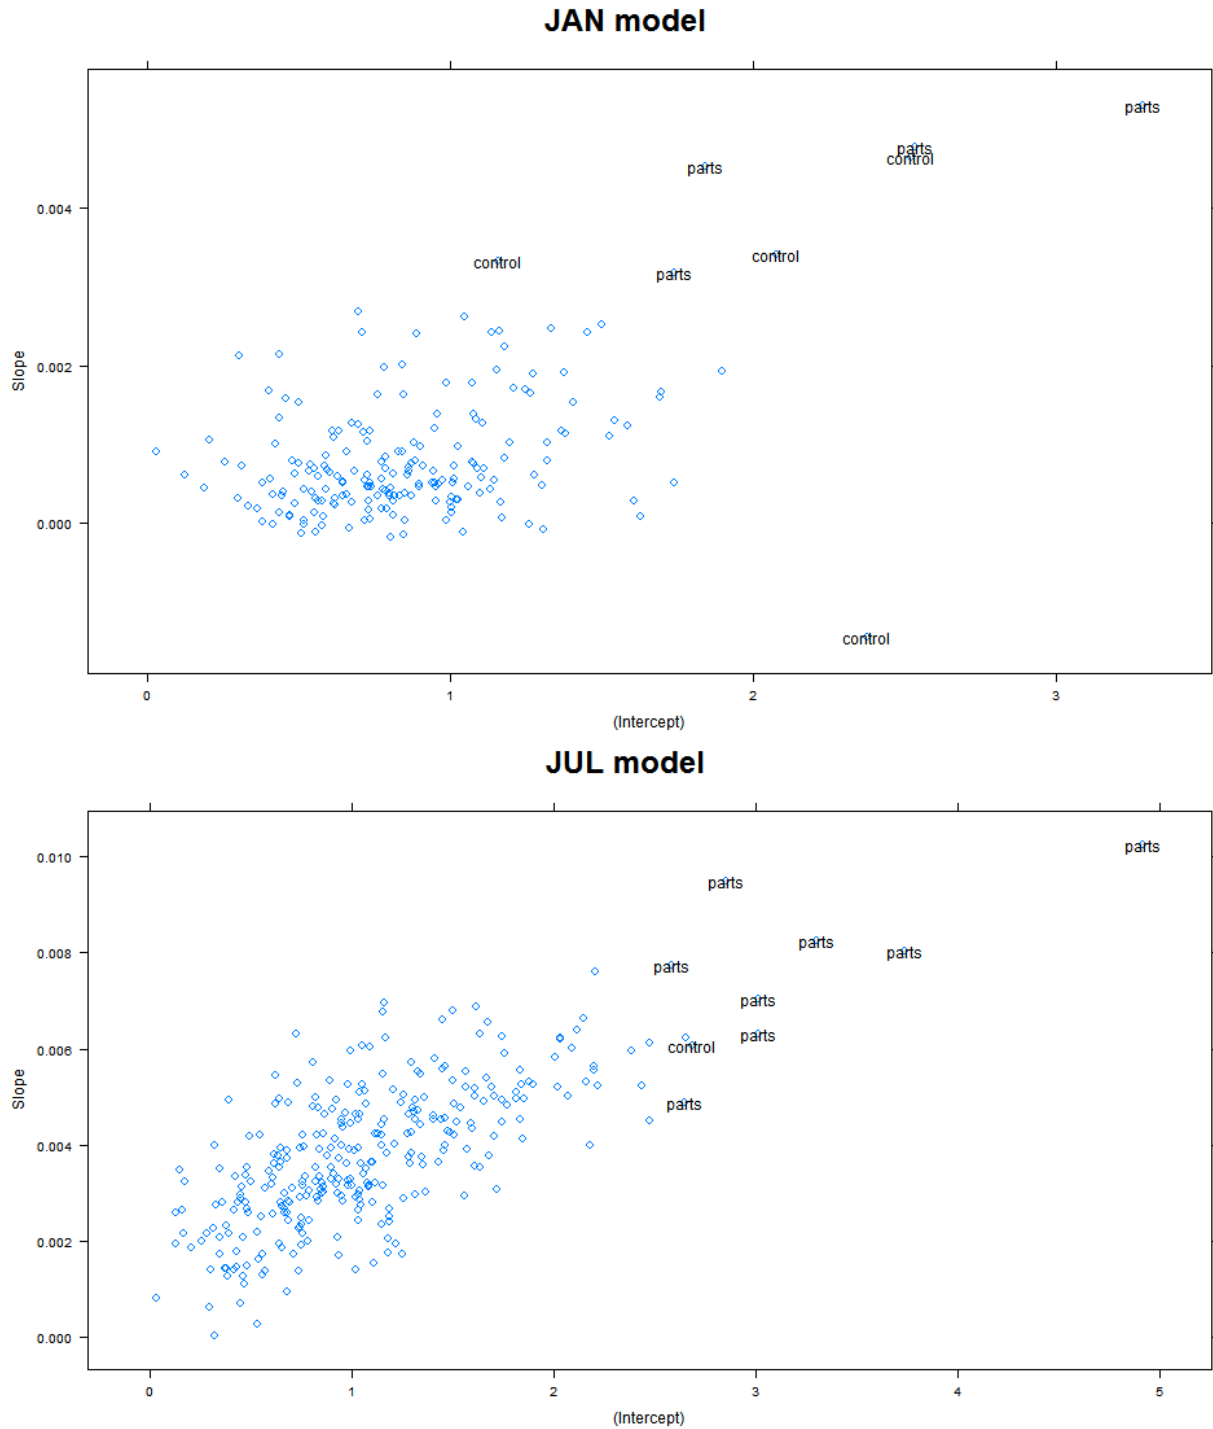 JAN model
parts
parts
control
parts
0.004
control
control
parts
0.002
Slope
0.000
control
0 1 2 3
(Intercept)
JUL model
0.010
parts
parts
parts
0.008
parts
parts
parts
parts
0.006
control
Slope
parts
0.004
0.002
0.000
0 1 2 3 4 5
(Intercept)